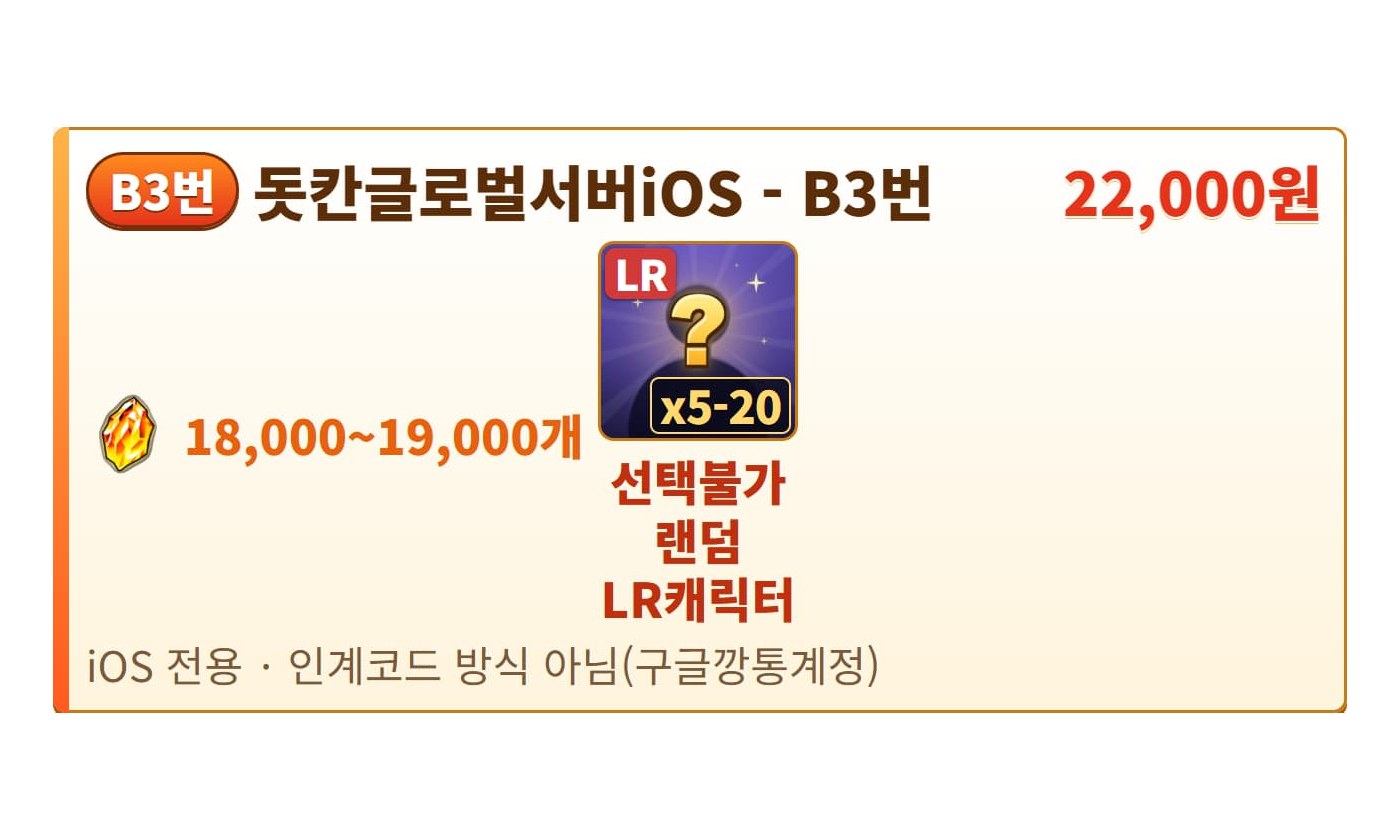 B3번 돗칸글로벌서버iOS - B3번 22,000원
LR
?
x5-20
18,000~19,000개
선택불가
랜덤
LR캐릭터
iOS 전용 · 인계코드 방식 아님(구글깡통계정)